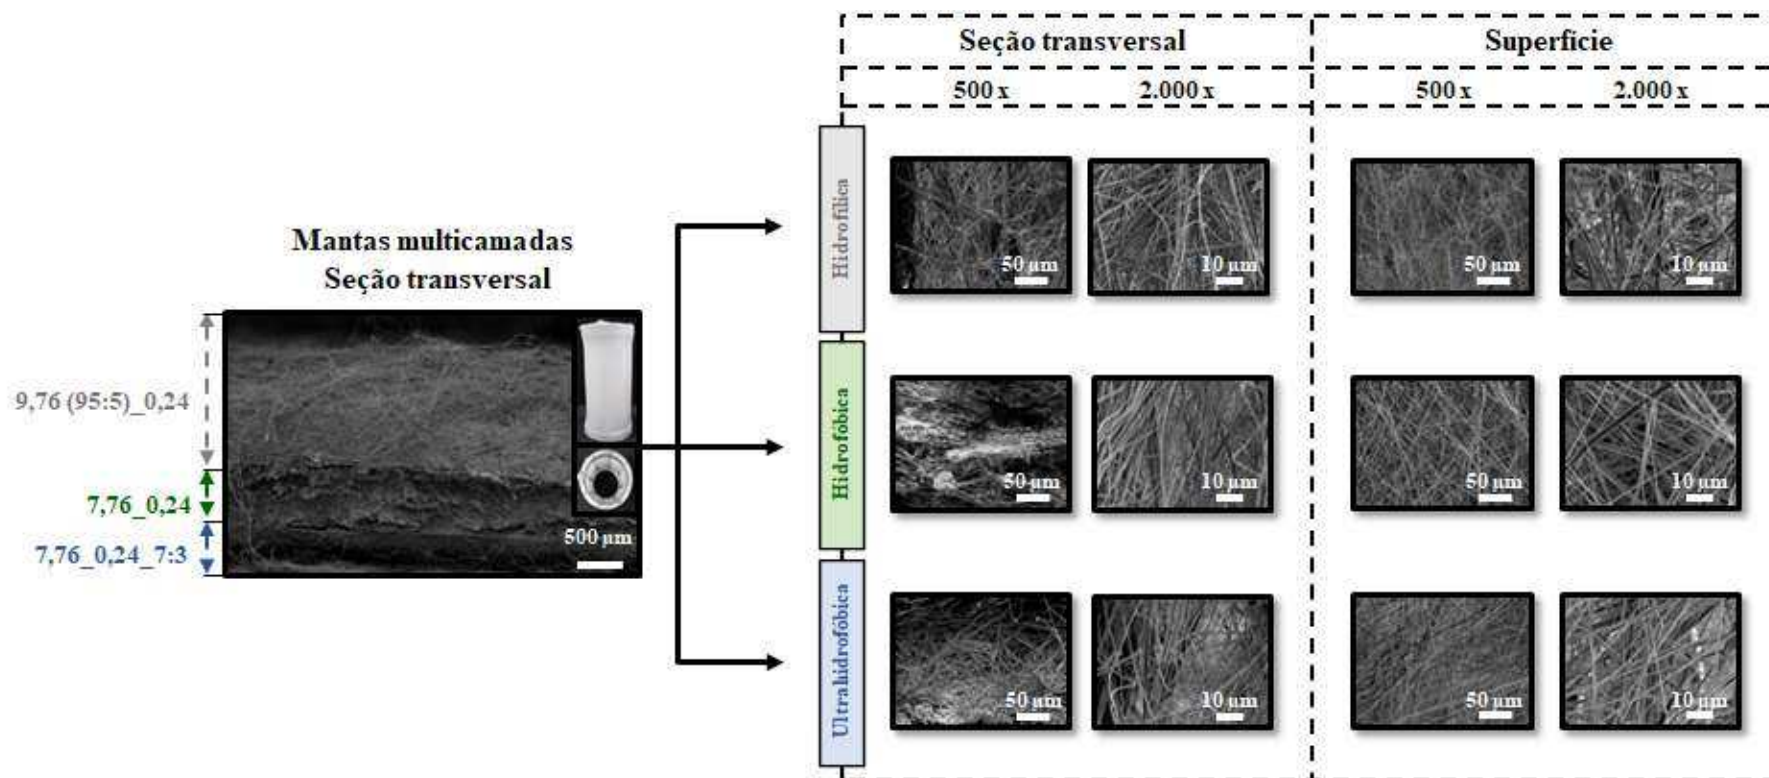 Seção transversal
Superfície
500 x
2.000 x
500 x
2.000 x
Mantas multicamadas
Seção transversal
9,76 (95:5)_0,24
7,76_0,24
7,76_0,24_7:3
500 µm
Hidrofílica
50 µm
10 µm
50 µm
10 µm
Hidrofóbica
50 µm
10 µm
50 µm
10 µm
Ultrahidrofóbica
50 µm
10 µm
50 µm
10 µm